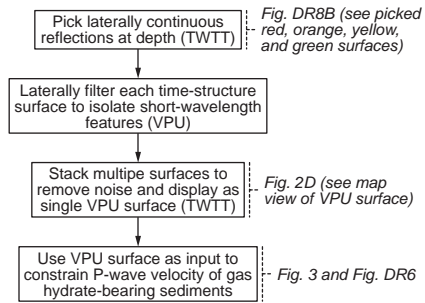 Pick laterally continuous
reflections at depth (TWTT)
Fig. DR8B (see picked
red, orange, yellow,
and green surfaces)
Laterally filter each time-structure
surface to isolate short-wavelength
features (VPU)
Stack multipe surfaces to
remove noise and display as
single VPU surface (TWTT)
Fig. 2D (see map
view of VPU surface)
Use VPU surface as input to
constrain P-wave velocity of gas
hydrate-bearing sediments
Fig. 3 and Fig. DR6